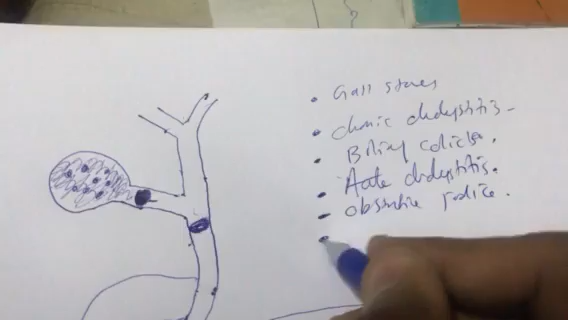 Gall stones
chronic cholecystitis
Biliary colic
Acute cholecystitis
obstructive jaundice